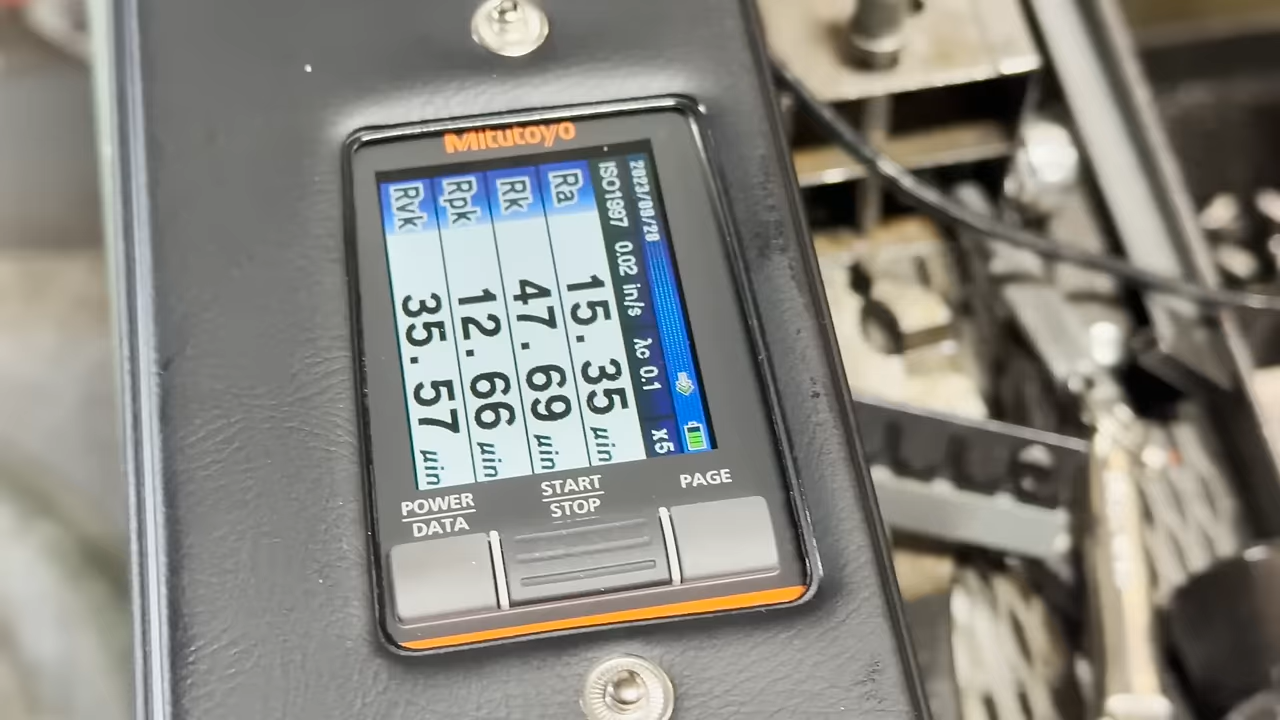 Mitutoyo
2023/09/28
ISO1997 0.02 in/s λc 0.1 x5
Ra 15.35 µin
Rk 47.69 µin
Rpk 12.66 µin
Rvk 35.57 µin
POWER
DATA
START
STOP
PAGE